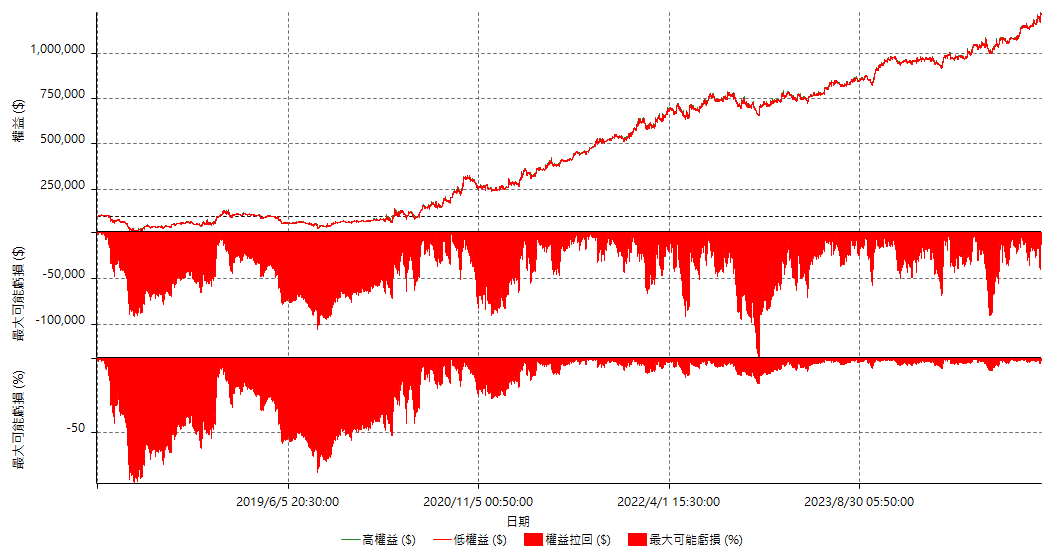 權益 ($)
1,000,000
750,000
500,000
250,000
最大可能虧損 ($)
-50,000
-100,000
最大可能虧損 (%)
-50
2019/6/5 20:30:00 2020/11/5 00:50:00 2022/4/1 15:30:00 2023/8/30 05:50:00
日期
高權益 ($) 低權益 ($) 權益拉回 ($) 最大可能虧損 (%)